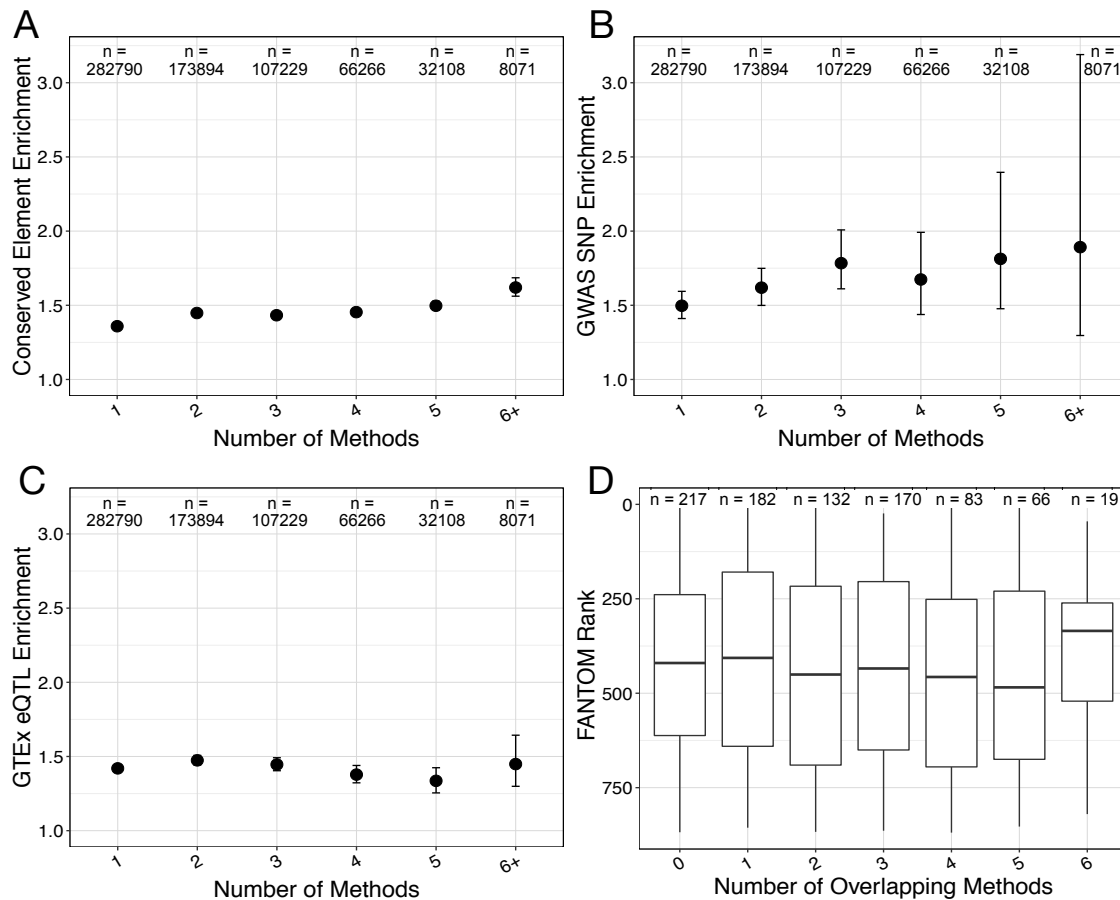 A
n = n = n = n = n = n =
282790 173894 107229 66266 32108 8071
3.0
2.5
2.0
1.5
1.0
Conserved Element Enrichment
1 2 3 4 5 6+
Number of Methods
B
n = n = n = n = n = n =
282790 173894 107229 66266 32108 8071
3.0
2.5
2.0
1.5
1.0
GWAS SNP Enrichment
1 2 3 4 5 6+
Number of Methods
C
n = n = n = n = n = n =
282790 173894 107229 66266 32108 8071
3.0
2.5
2.0
1.5
1.0
GTEx eQTL Enrichment
1 2 3 4 5 6+
Number of Methods
D
n = 217 n = 182 n = 132 n = 170 n = 83 n = 66 n = 19
0
250
500
750
FANTOM Rank
0 1 2 3 4 5 6
Number of Overlapping Methods